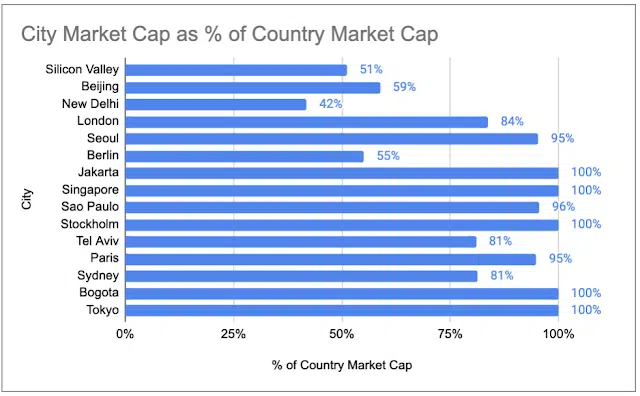 City Market Cap as % of Country Market Cap
Silicon Valley 51%
Beijing 59%
New Delhi 42%
London 84%
Seoul 95%
Berlin 55%
Jakarta 100%
Singapore 100%
Sao Paulo 96%
Stockholm 100%
Tel Aviv 81%
Paris 95%
Sydney 81%
Bogota 100%
Tokyo 100%
City
0% 25% 50% 75% 100%
% of Country Market Cap